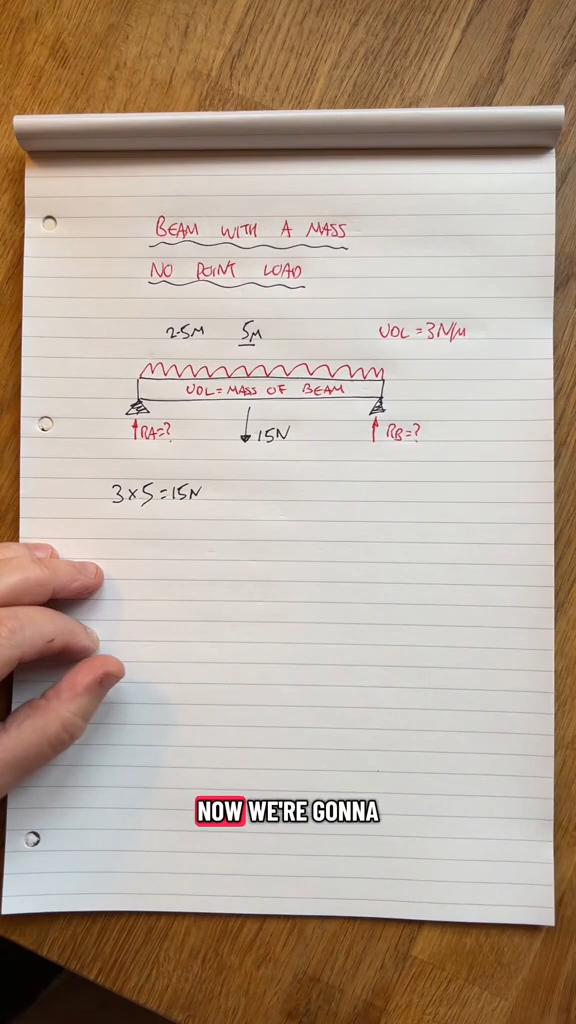 BEAM WITH A MASS
NO POINT LOAD
2.5M 5M UDL = 3N/M
UDL = MASS OF BEAM
RA=? 15N RB=?
3 × 5 = 15N
NOW WE'RE GONNA